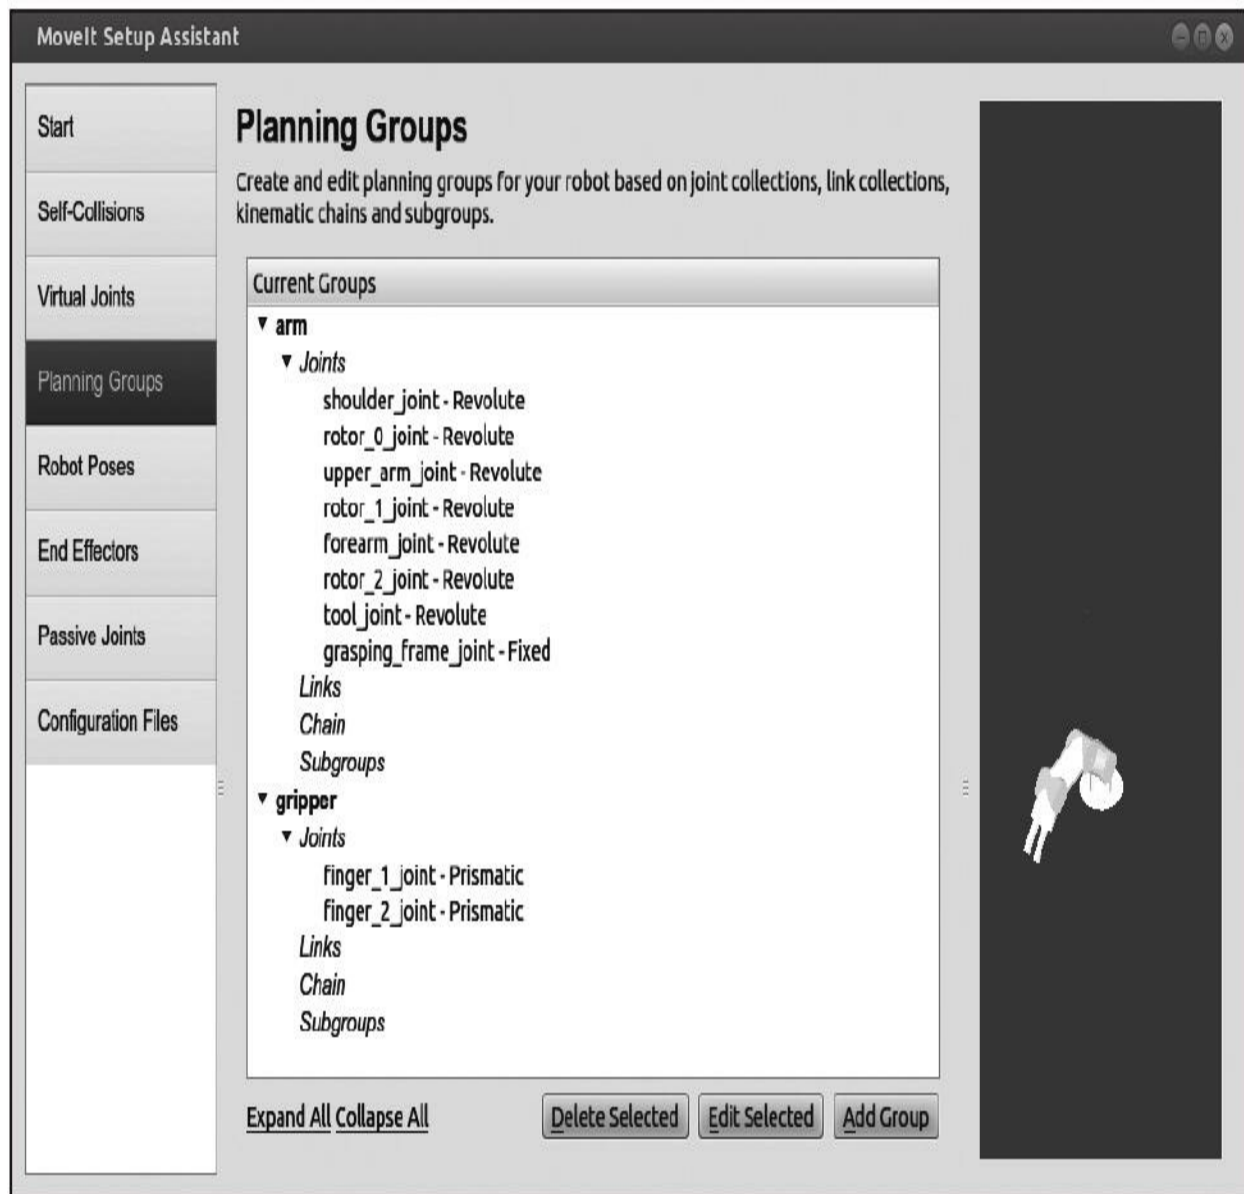 MoveIt Setup Assistant
Start
Self-Collisions
Virtual Joints
Planning Groups
Robot Poses
End Effectors
Passive Joints
Configuration Files
Planning Groups
Create and edit planning groups for your robot based on joint collections, link collections,
kinematic chains and subgroups.
Current Groups
arm
Joints
shoulder_joint - Revolute
rotor_0_joint - Revolute
upper_arm_joint - Revolute
rotor_1_joint - Revolute
forearm_joint - Revolute
rotor_2_joint - Revolute
tool_joint - Revolute
grasping_frame_joint - Fixed
Links
Chain
Subgroups
gripper
Joints
finger_1_joint - Prismatic
finger_2_joint - Prismatic
Links
Chain
Subgroups
Expand All Collapse All Delete Selected Edit Selected Add Group